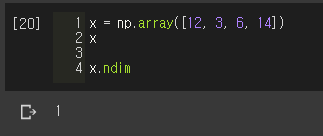 [20] 1 x = np.array([12, 3, 6, 14])
2 x
3
4 x.ndim
1